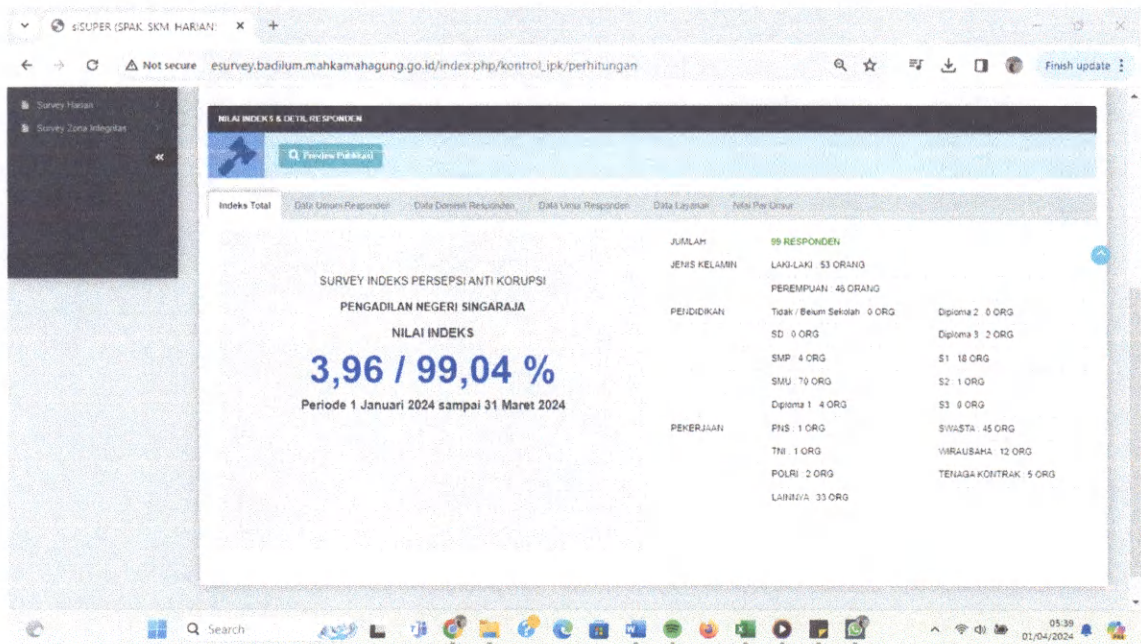 siSUPER (SPAK SKM HARIAN)
Not secure esurvey.badilum.mahkamahagung.go.id/index.php/kontrol_ipk/perhitungan Finish update
Survey Harian
Survey Zona Integritas
NILAI INDEKS & DETIL RESPONDEN
Preview Publikasi
Indeks Total Data Umum Responden Data Domisili Responden Data Umur Responden Data Layanan Nilai Per Unsur
SURVEY INDEKS PERSEPSI ANTI KORUPSI
PENGADILAN NEGERI SINGARAJA
NILAI INDEKS
3,96 / 99,04 %
Periode 1 Januari 2024 sampai 31 Maret 2024
JUMLAH 99 RESPONDEN
JENIS KELAMIN LAKI-LAKI : 53 ORANG
PEREMPUAN : 46 ORANG
PENDIDIKAN Tidak / Belum Sekolah : 0 ORG Diploma 2 : 0 ORG
SD : 0 ORG Diploma 3 : 2 ORG
SMP : 4 ORG S1 : 18 ORG
SMU : 70 ORG S2 : 1 ORG
Diploma 1 : 4 ORG S3 : 0 ORG
PEKERJAAN PNS : 1 ORG SWASTA : 45 ORG
TNI : 1 ORG WIRAUSAHA : 12 ORG
POLRI : 2 ORG TENAGA KONTRAK : 5 ORG
LAINNYA : 33 ORG
Search 05:39
01/04/2024